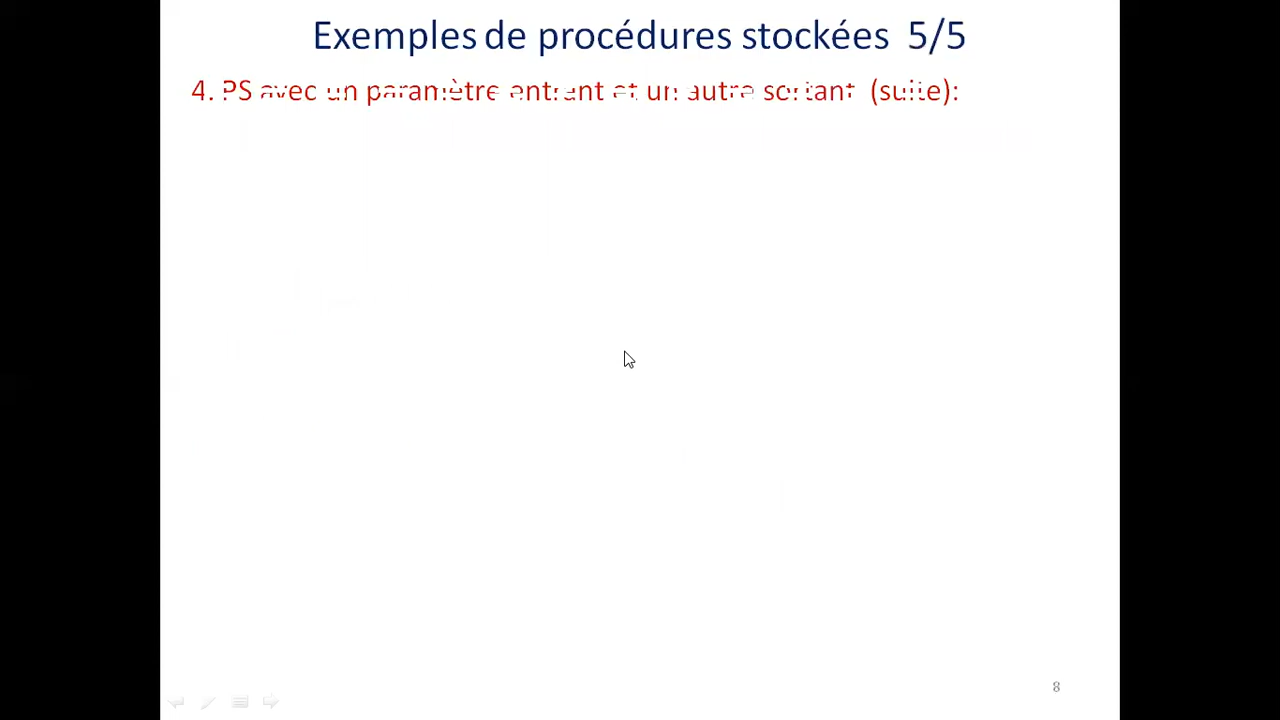 Exemples de procédures stockées 5/5
4. PS avec un paramètre entrant et un autre sortant (suite):
8